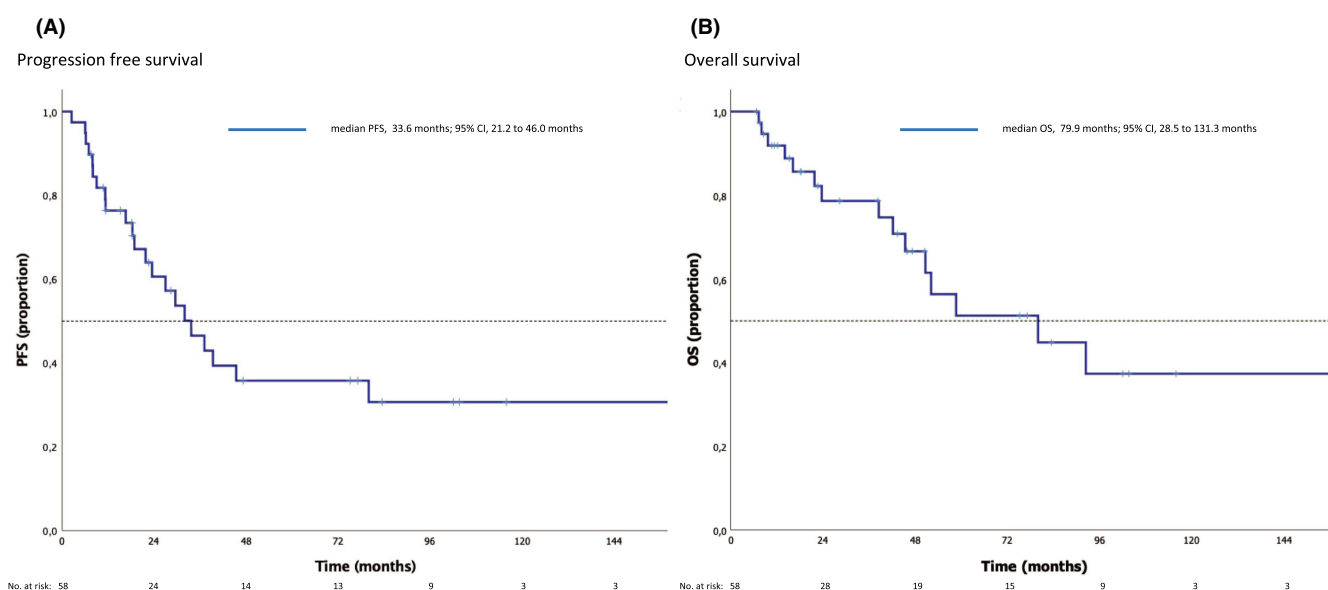 (A)
Progression free survival
median PFS, 33.6 months; 95% CI, 21.2 to 46.0 months
PFS (proportion)
1,0
0,8
0,6
0,4
0,2
0,0
0 24 48 72 96 120 144
Time (months)
No. at risk: 58 24 14 13 9 3 3
(B)
Overall survival
median OS, 79.9 months; 95% CI, 28.5 to 131.3 months
OS (proportion)
1,0
0,8
0,6
0,4
0,2
0,0
0 24 48 72 96 120 144
Time (months)
No. at risk: 58 28 19 15 9 3 3